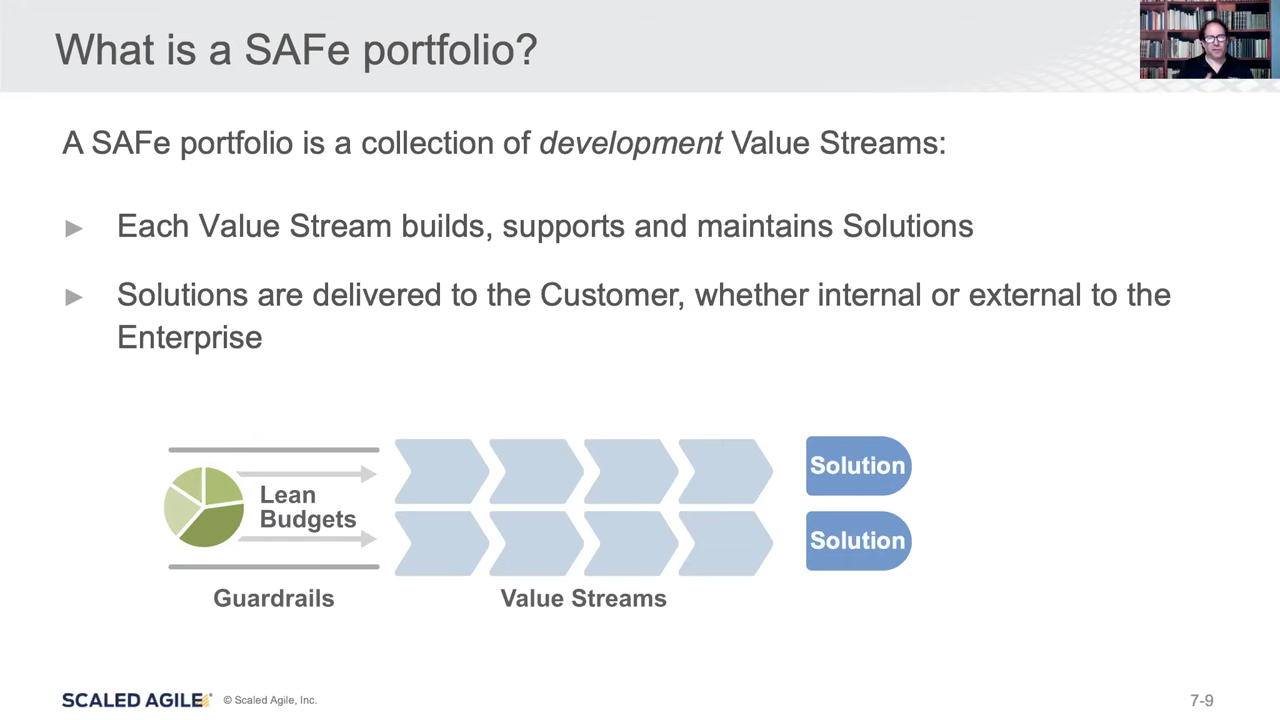 What is a SAFe portfolio?
A SAFe portfolio is a collection of development Value Streams:
► Each Value Stream builds, supports and maintains Solutions
► Solutions are delivered to the Customer, whether internal or external to the
Enterprise
Lean
Budgets
Guardrails
Value Streams
Solution
Solution
SCALED AGILE
© Scaled Agile, Inc.
7-9